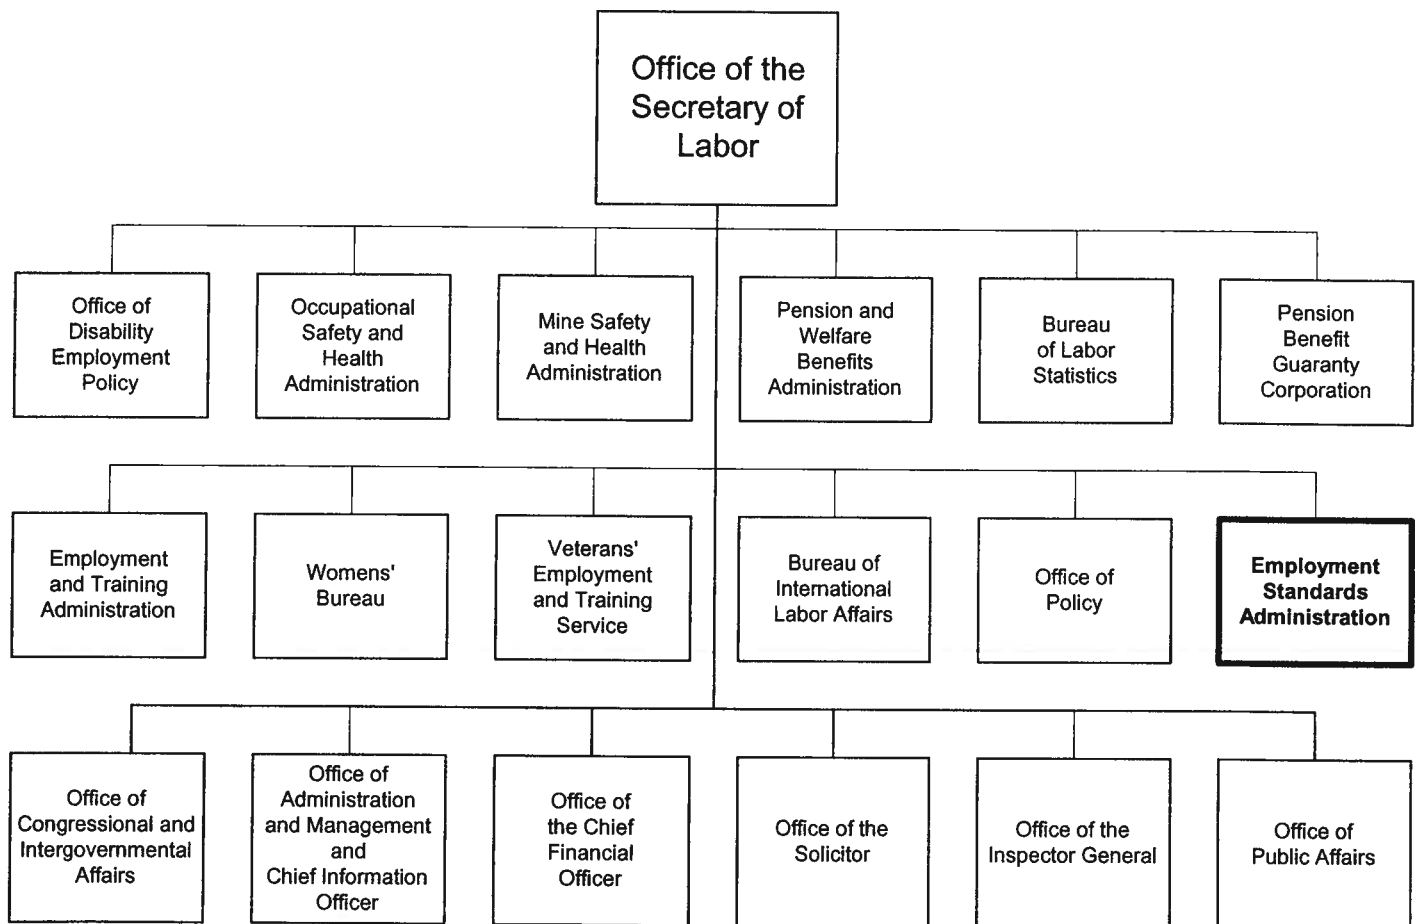 Office of the
Secretary of
Labor
Office of
Disability
Employment
Policy
Occupational
Safety and
Health
Administration
Mine Safety
and Health
Administration
Pension and
Welfare
Benefits
Administration
Bureau
of Labor
Statistics
Pension
Benefit
Guaranty
Corporation
Employment
and Training
Administration
Womens'
Bureau
Veterans'
Employment
and Training
Service
Bureau of
International
Labor Affairs
Office of
Policy
Employment
Standards
Administration
Office of
Congressional and
Intergovernmental
Affairs
Office of
Administration
and Management
and
Chief Information
Officer
Office of
the Chief
Financial
Officer
Office of the
Solicitor
Office of the
Inspector General
Office of
Public Affairs